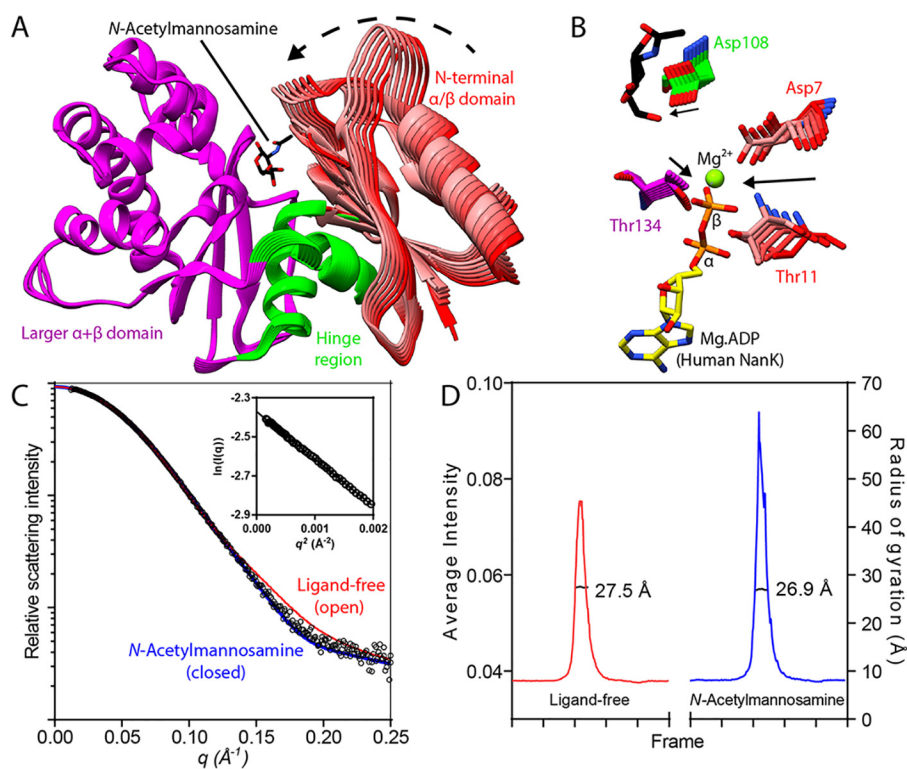 A
N-Acetylmannosamine
N-terminal
α/β domain
Larger α+β domain
Hinge
region
B
Asp108
Asp7
Mg2+
Thr134
β
α
Thr11
Mg.ADP
(Human NanK)
C
Relative scattering intensity
-2.3
-2.5
-2.7
-2.9
ln(I(q))
0.000 0.001 0.002
q² (Å⁻²)
Ligand-free
(open)
N-Acetylmannosamine
(closed)
0.00 0.05 0.10 0.15 0.20 0.25
q (Å⁻¹)
D
Average Intensity
0.10
0.08
0.06
0.04
27.5 Å
26.9 Å
70
60
50
40
30
20
10
0
Radius of gyration (Å)
Ligand-free
N-Acetylmannosamine
Frame